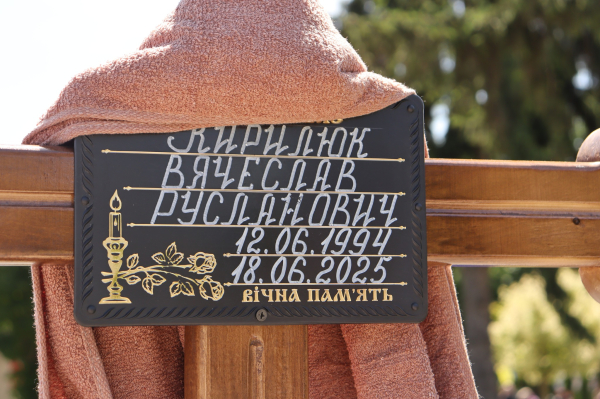 КИРИЛЮК
ВЯЧЕСЛАВ
РУСЛАНОВИЧ
12.06.1994
18.06.2025
ВІЧНА ПАМ'ЯТЬ